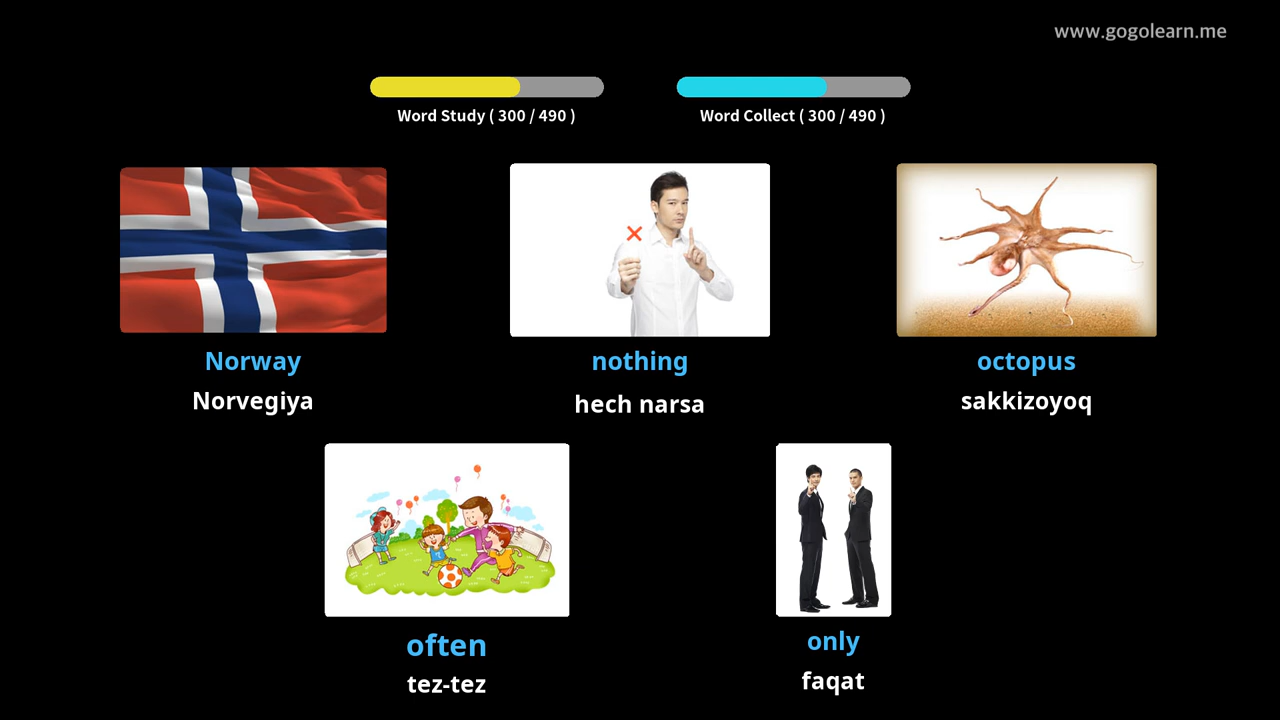 www.gogolearn.me
Word Study ( 300 / 490 )
Word Collect ( 300 / 490 )
Norway
Norvegiya
nothing
hech narsa
octopus
sakkizoyoq
often
tez-tez
only
faqat